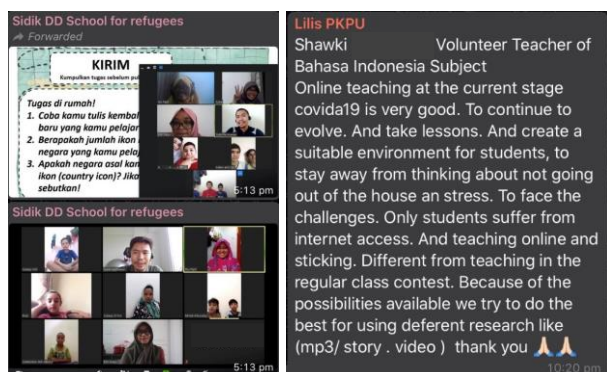 Sidik DD School for refugees
Forwarded
KIRIM
Kumpulkan tugas sebelum
Tugas di rumah!
1. Coba kamu tulis
baru yang kamu
2. Berapakah jumlah ikon
negara yang kamu
3. Apakah negara asal
ikon (country icon)? Jika
sebutkan!
5:13 pm
Sidik DD School for refugees
5:13 pm
Lilis PKPU
Shawki Volunteer Teacher of
Bahasa Indonesia Subject
Online teaching at the current stage
covida19 is very good. To continue to
evolve. And take lessons. And create a
suitable environment for students, to
stay away from thinking about not going
out of the house an stress. To face the
challenges. Only students suffer from
internet access. And teaching online and
sticking. Different from teaching in the
regular class contest. Because of the
possibilities available we try to do the
best for using deferent research like
(mp3/ story . video ) thank you 🙏🏻🙏🏻
10:20 pm